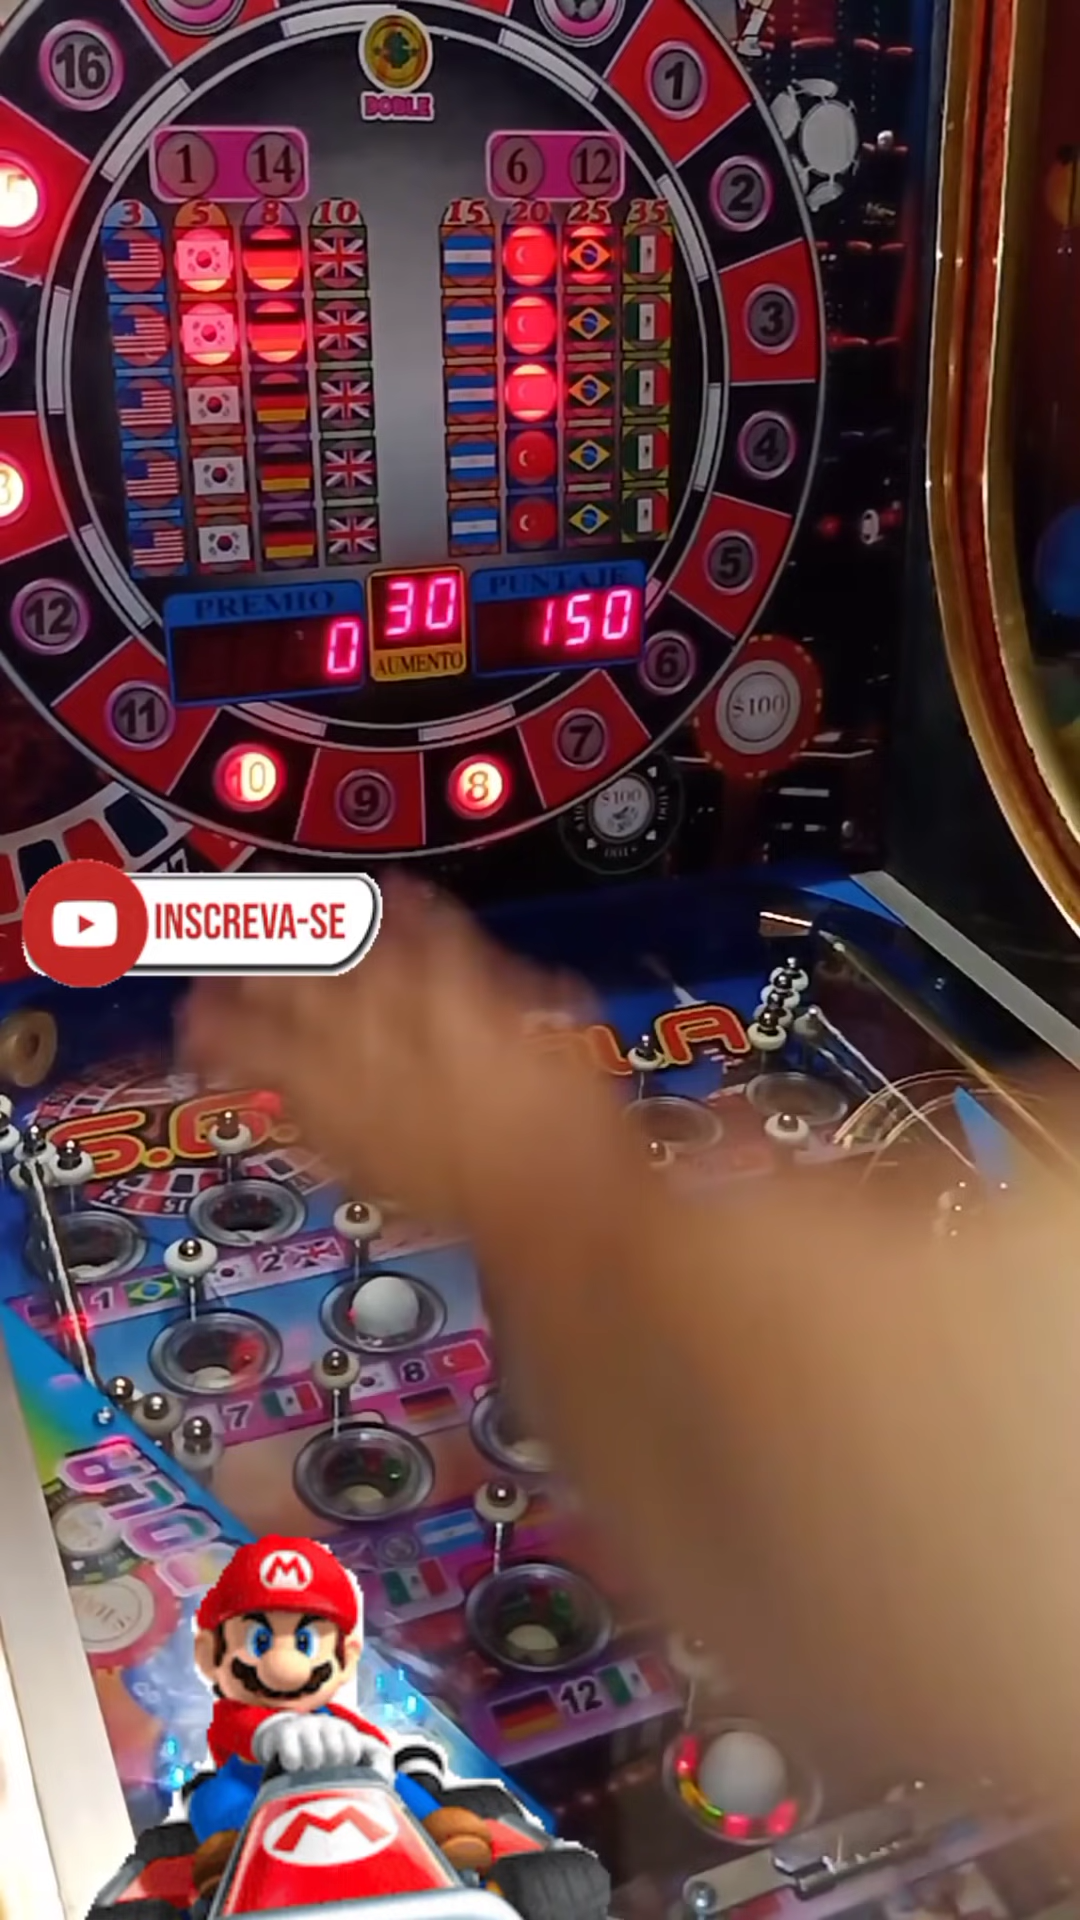 16
1
DOBLE
1 14
6 12
2
3 5 8 10
15 20 25 35
3
4
5
12
PREMIO
0
30
AUMENTO
PUNTAJE
150
6
11
$100
7
10
9
8
$100
INSCREVA-SE
S.G.
1
2
7
8
12
M
M